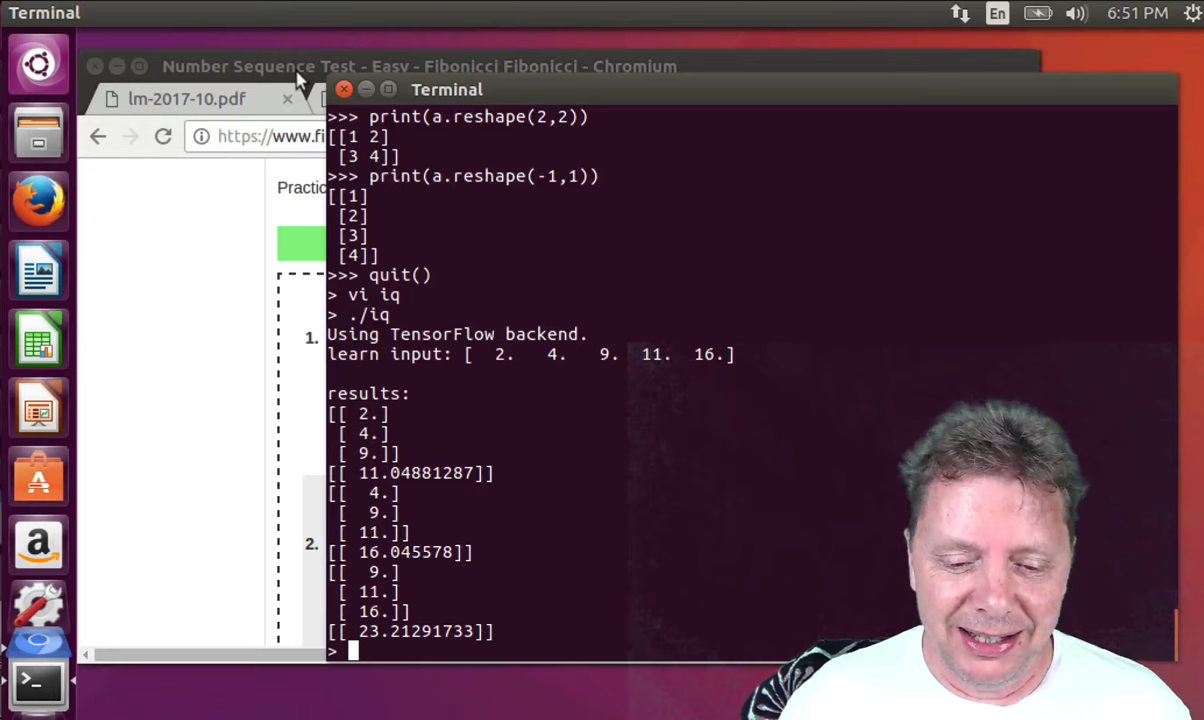 Terminal
En
6:51 PM
Number Sequence Test - Easy - Fibonicci Fibonicci - Chromium
lm-2017-10.pdf
Terminal
https://www.fi
Practic
1.
2.
>>> print(a.reshape(2,2))
[[1 2]
[3 4]]
>>> print(a.reshape(-1,1))
[[1]
[2]
[3]
[4]]
>>> quit()
> vi iq
> ./iq
Using TensorFlow backend.
learn input: [ 2. 4. 9. 11. 16.]
results:
[[ 2.]
[ 4.]
[ 9.]]
[[ 11.04881287]]
[[ 4.]
[ 9.]
[ 11.]]
[[ 16.045578]]
[[ 9.]
[ 11.]
[ 16.]]
[[ 23.21291733]]
>